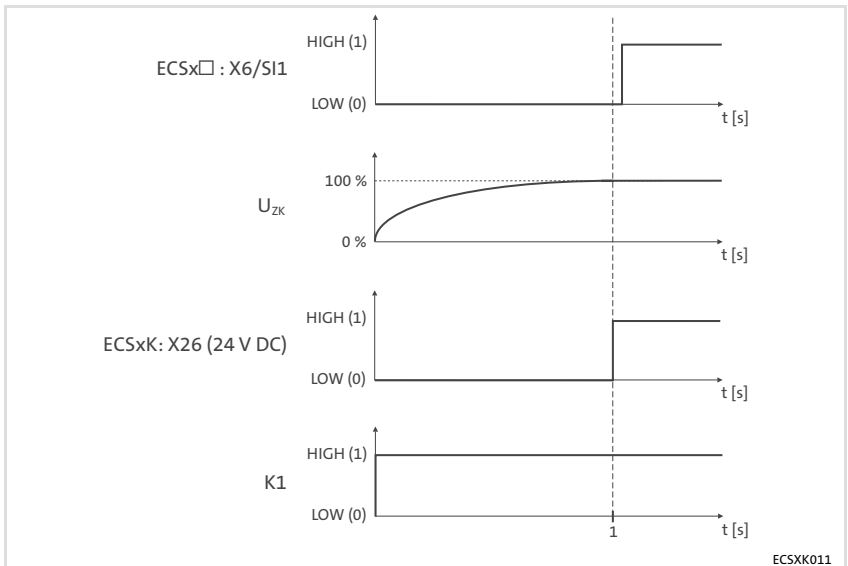 HIGH (1)
ECSx□ : X6/SI1
LOW (0)
t [s]
100 %
U_ZK
0 %
t [s]
HIGH (1)
ECSxK: X26 (24 V DC)
LOW (0)
t [s]
HIGH (1)
K1
LOW (0)
1
t [s]
ECSXK011